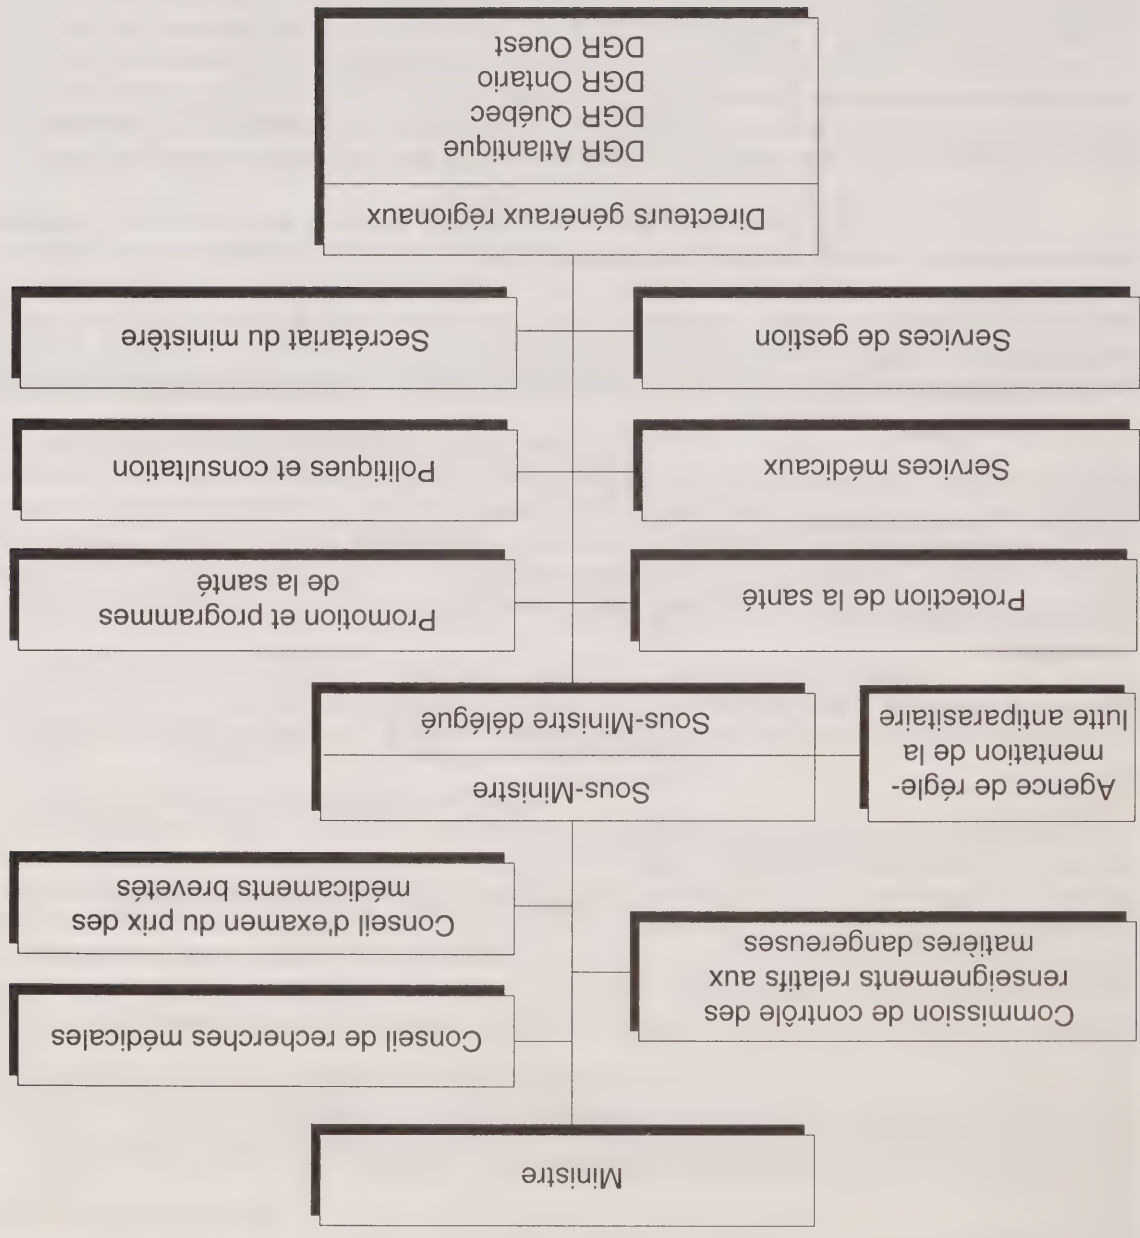 Ministre
Commission de contrôle des
renseignements relatifs aux
matières dangereuses
Conseil de recherches médicales
Conseil d'examen du prix des
médicaments brevetés
Agence de régle-
mentation de la
lutte antiparasitaire
Sous-Ministre
Sous-Ministre délégué
Protection de la santé
Promotion et programmes
de la santé
Services médicaux
Politiques et consultation
Services de gestion
Secrétariat du ministère
Directeurs généraux régionaux
DGR Atlantique
DGR Québec
DGR Ontario
DGR Ouest